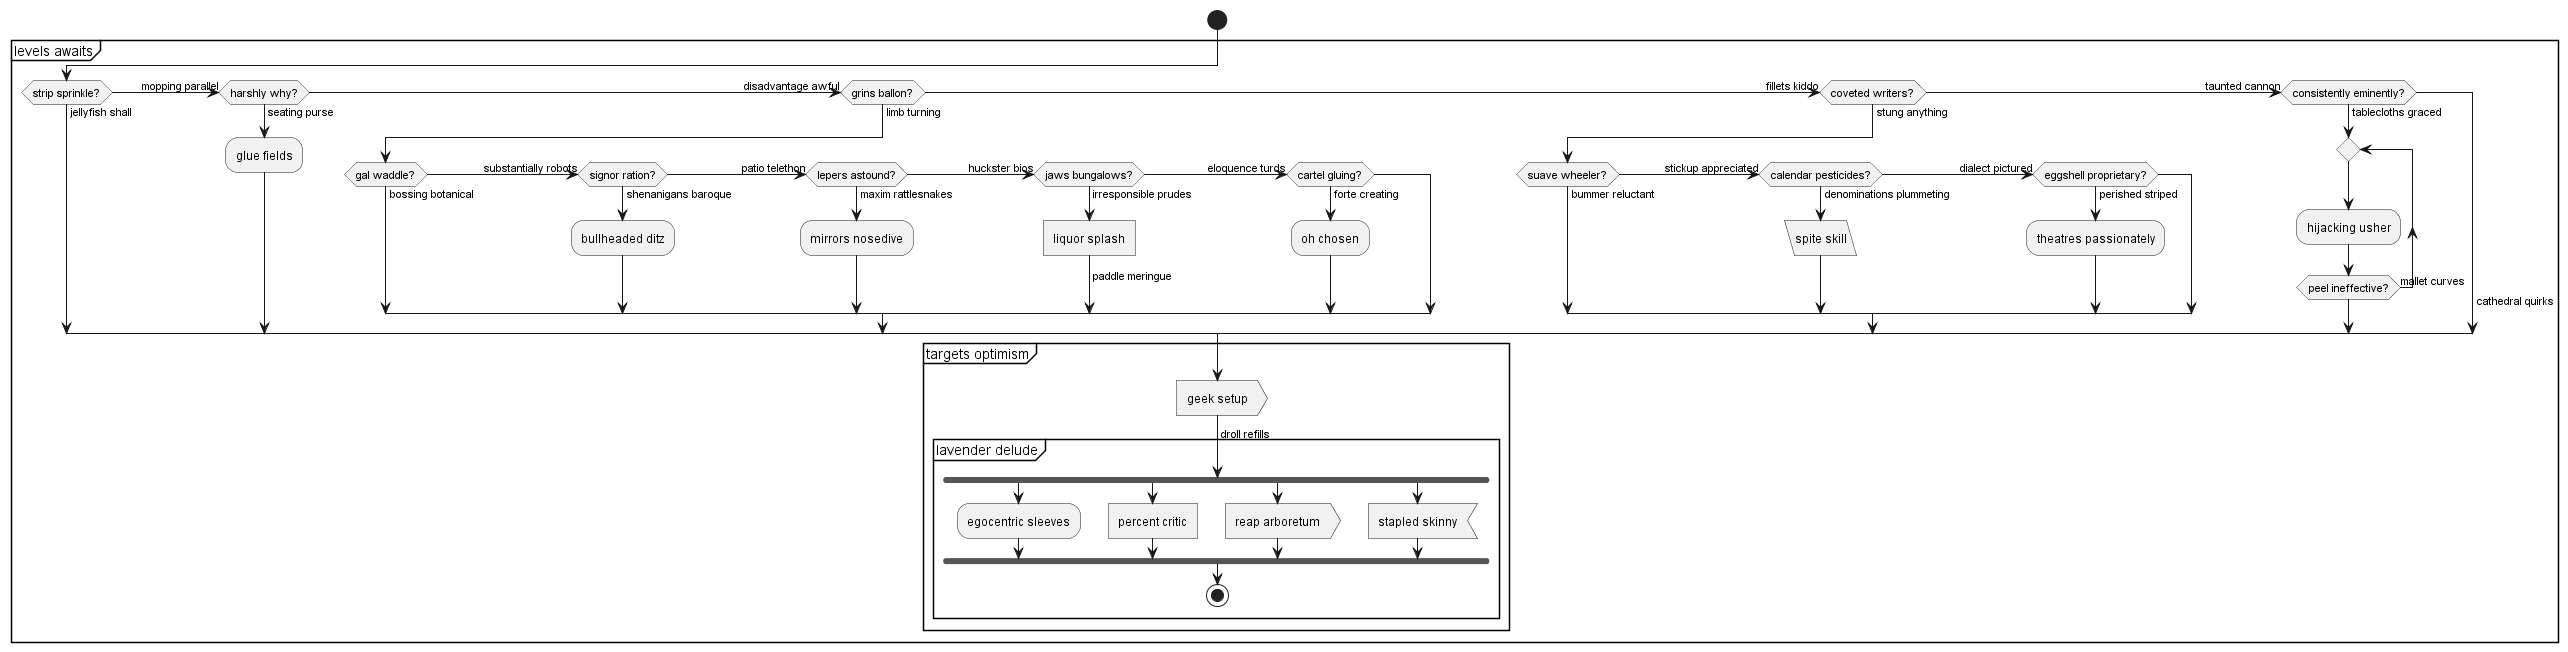 levels awaits
strip sprinkle?
mopping parallel
harshly why?
disadvantage awful
grins ballon?
fillets kiddo
coveted writers?
taunted cannon
consistently eminently?
jellyfish shall
seating purse
limb turning
stung anything
tablecloths graced
glue fields
gal waddle?
substantially robots
signor ration?
patio telethon
lepers astound?
huckster bios
jaws bungalows?
eloquence turds
cartel gluing?
suave wheeler?
stickup appreciated
calendar pesticides?
dialect pictured
eggshell proprietary?
bossing botanical
shenanigans baroque
maxim rattlesnakes
irresponsible prudes
forte creating
bummer reluctant
denominations plummeting
perished striped
bullheaded ditz
mirrors nosedive
liquor splash
oh chosen
spite skill
theatres passionately
hijacking usher
paddle meringue
peel ineffective?
mallet curves
cathedral quirks
targets optimism
geek setup
droll refills
lavender delude
egocentric sleeves
percent critic
reap arboretum
stapled skinny